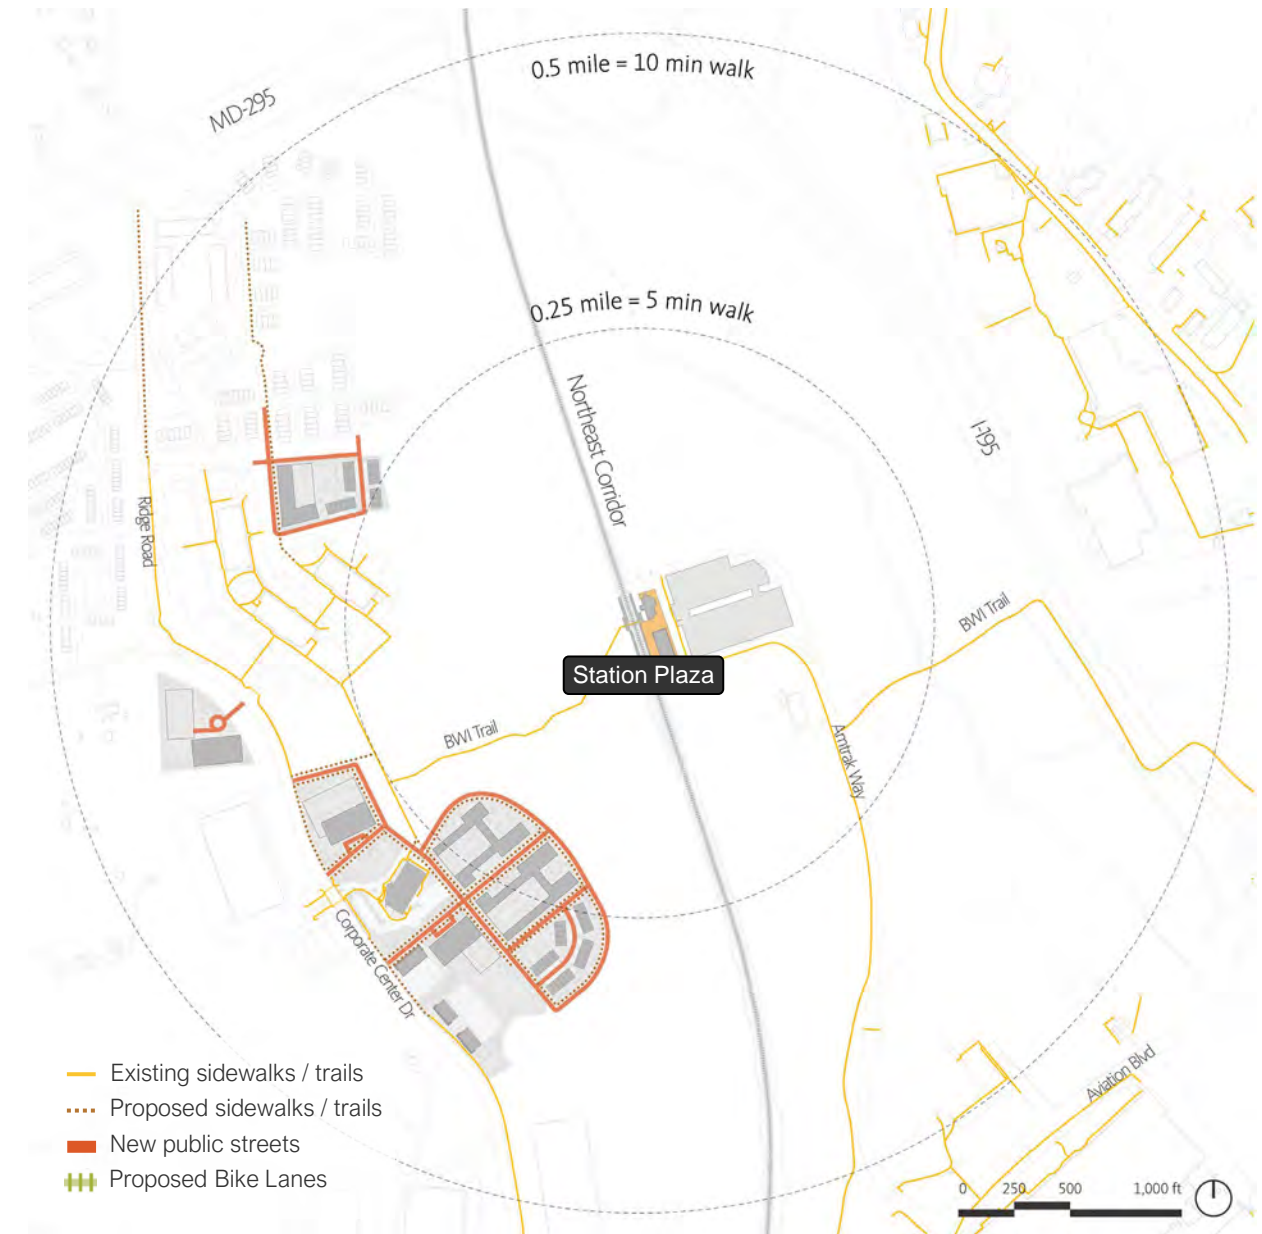 0.5 mile = 10 min walk
MD-295
0.25 mile = 5 min walk
Northeast Corridor
I-195
Ridge Road
BWI Trail
Station Plaza
BWI Trail
Amtrak Way
Corporate Center Dr
Aviation Blvd
Existing sidewalks / trails
Proposed sidewalks / trails
New public streets
Proposed Bike Lanes
0 250 500 1,000 ft